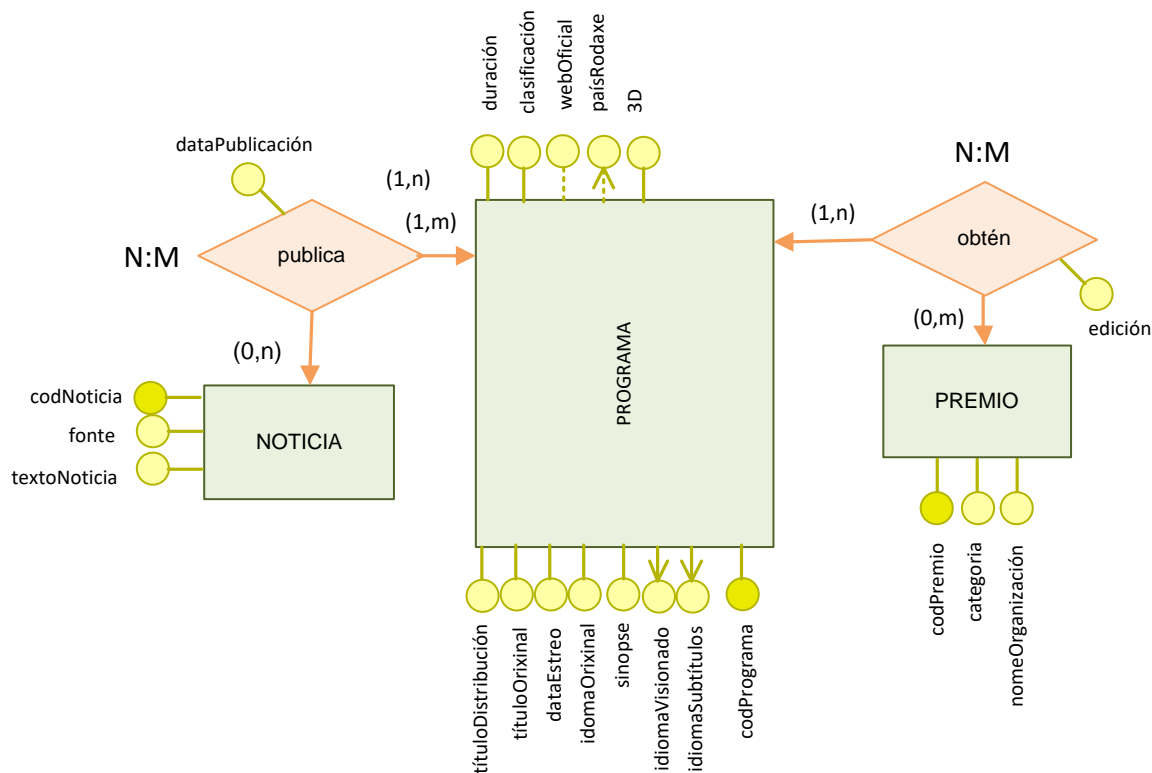 duración
clasificación
webOficial
paísRodaxe
3D
dataPublicación
N:M
(1,n)
(1,m)
(1,n)
N:M
publica
obtén
(0,n)
(0,m)
edición
PROGRAMA
codNoticia
fonte
textoNoticia
NOTICIA
PREMIO
títuloDistribución
títuloOrixinal
dataEstreo
idomaOrixinal
sinopse
idiomaVisionado
idiomaSubtítulos
codPrograma
codPremio
categoria
nomeOrganización